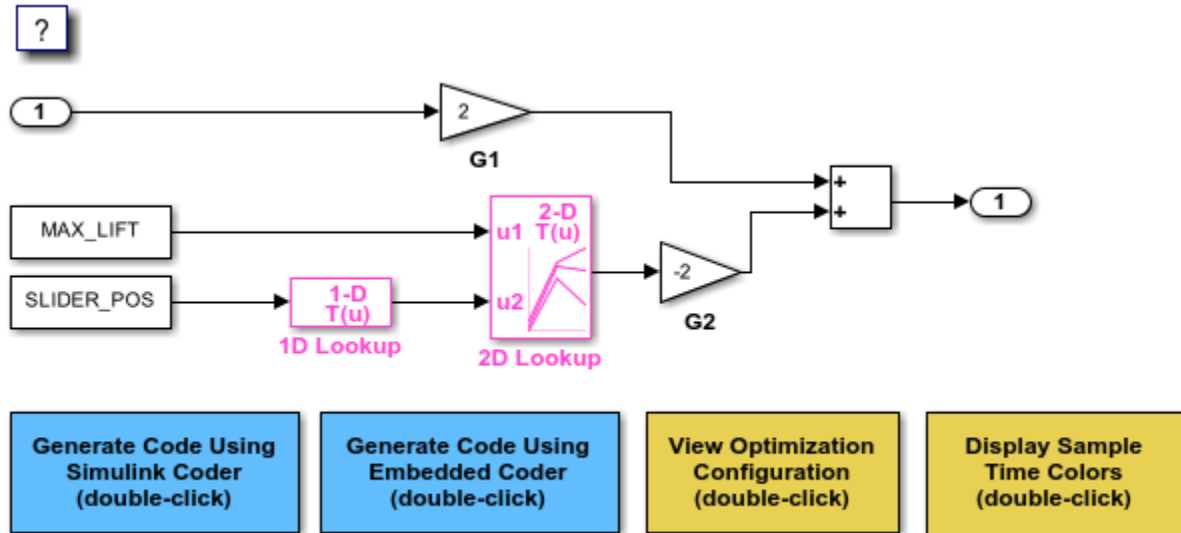 ?
1
2
G1
+
+
1
MAX_LIFT
u1
2-D
T(u)
-2
G2
SLIDER_POS
1-D
T(u)
1D Lookup
u2
2D Lookup
Generate Code Using
Simulink Coder
(double-click)
Generate Code Using
Embedded Coder
(double-click)
View Optimization
Configuration
(double-click)
Display Sample
Time Colors
(double-click)